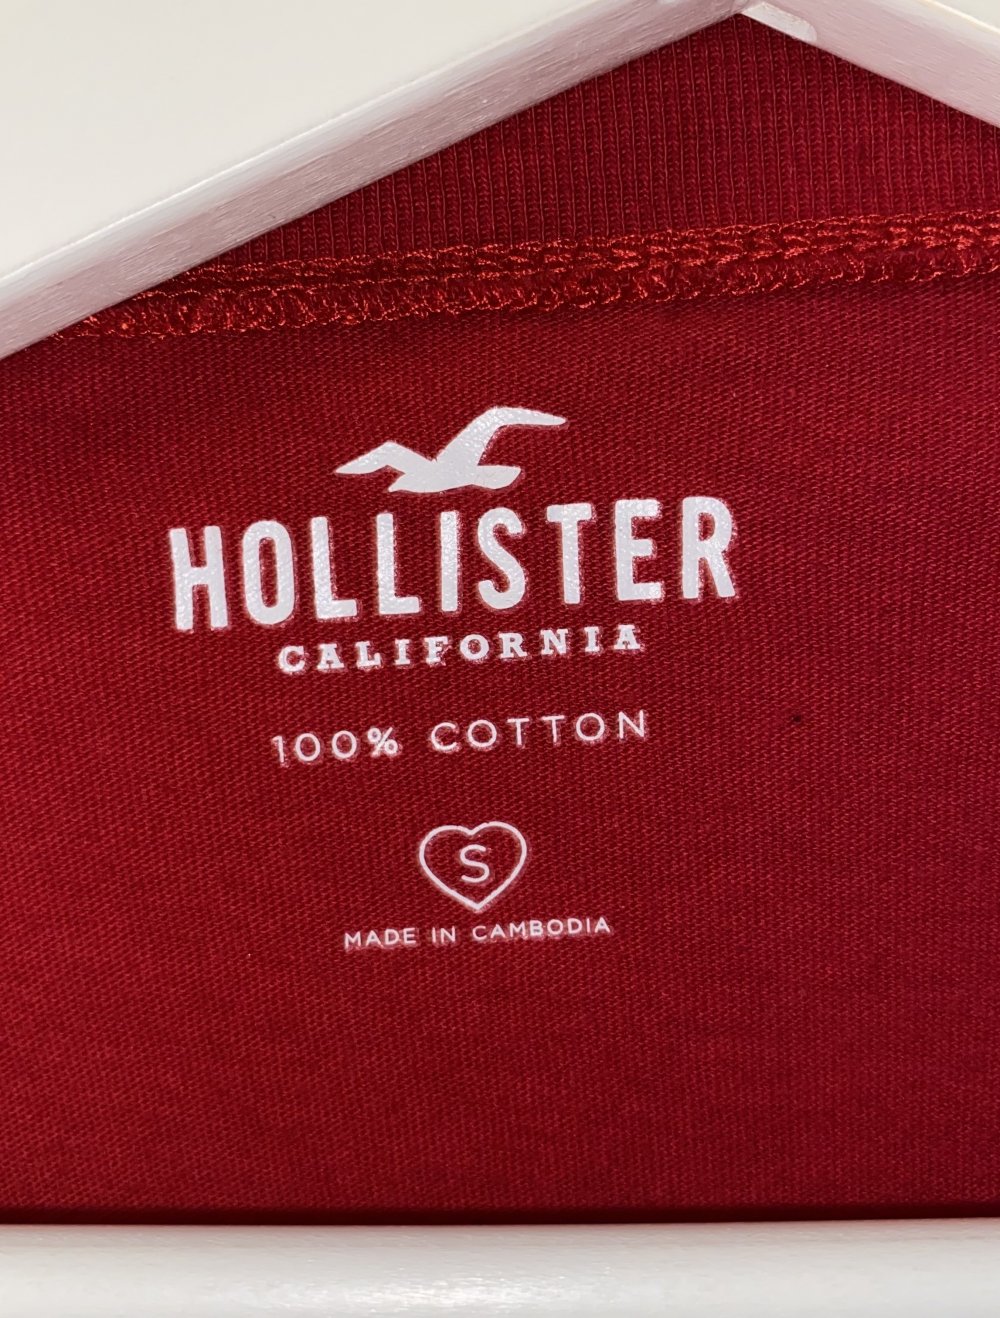 HOLLISTER
CALIFORNIA
100% COTTON
S
MADE IN CAMBODIA